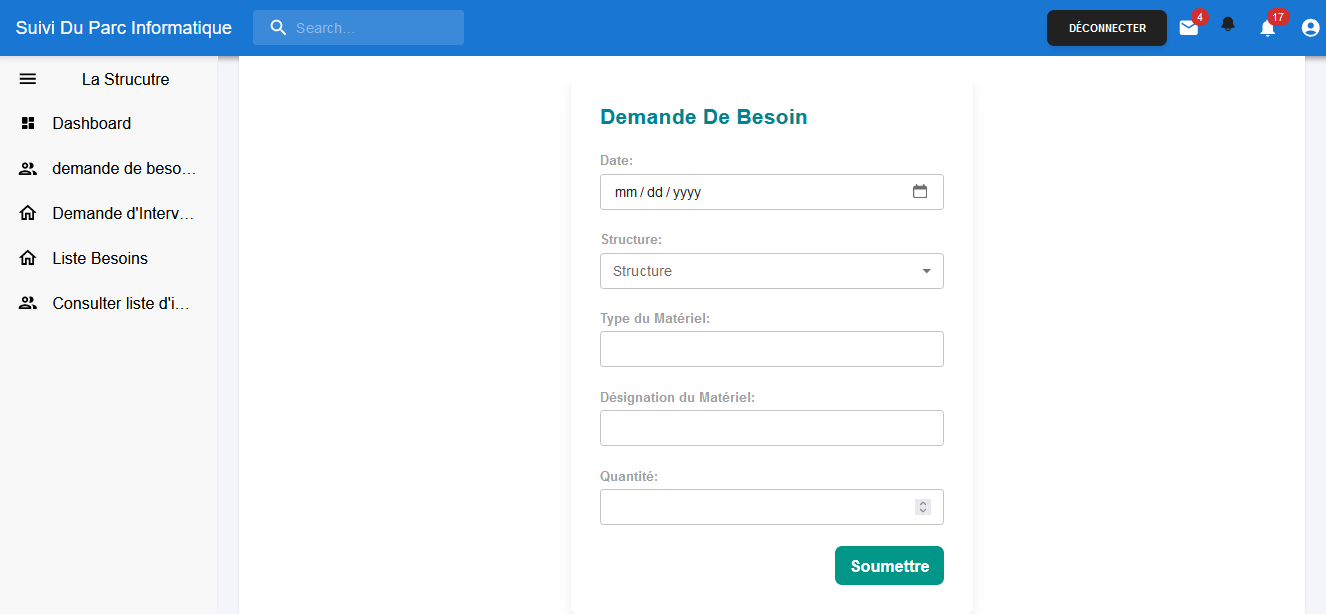 Suivi Du Parc Informatique
Search...
DÉCONNECTER
4
17
La Strucutre
Dashboard
demande de beso...
Demande d'Interv...
Liste Besoins
Consulter liste d'i...
Demande De Besoin
Date:
mm / dd / yyyy
Structure:
Structure
Type du Matériel:
Désignation du Matériel:
Quantité:
Soumettre